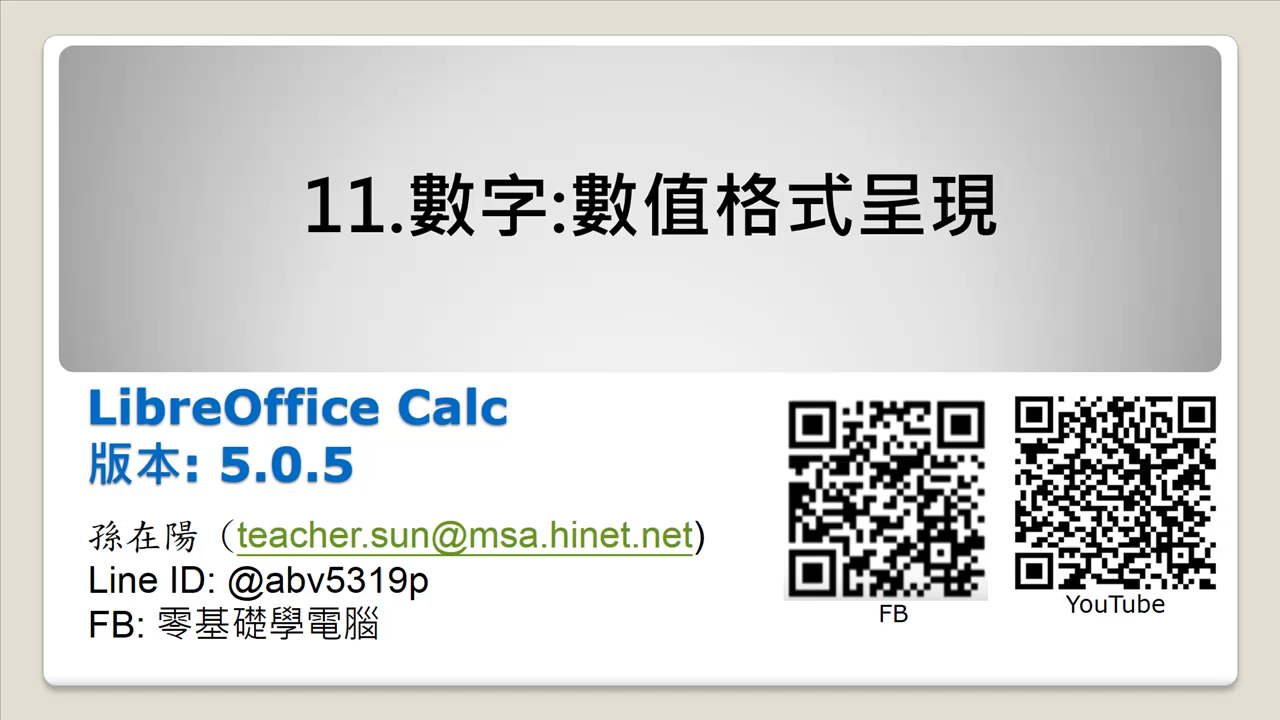 11.數字:數值格式呈現
LibreOffice Calc
版本: 5.0.5
孫在陽（teacher.sun@msa.hinet.net)
Line ID: @abv5319p
FB: 零基礎學電腦
FB
YouTube